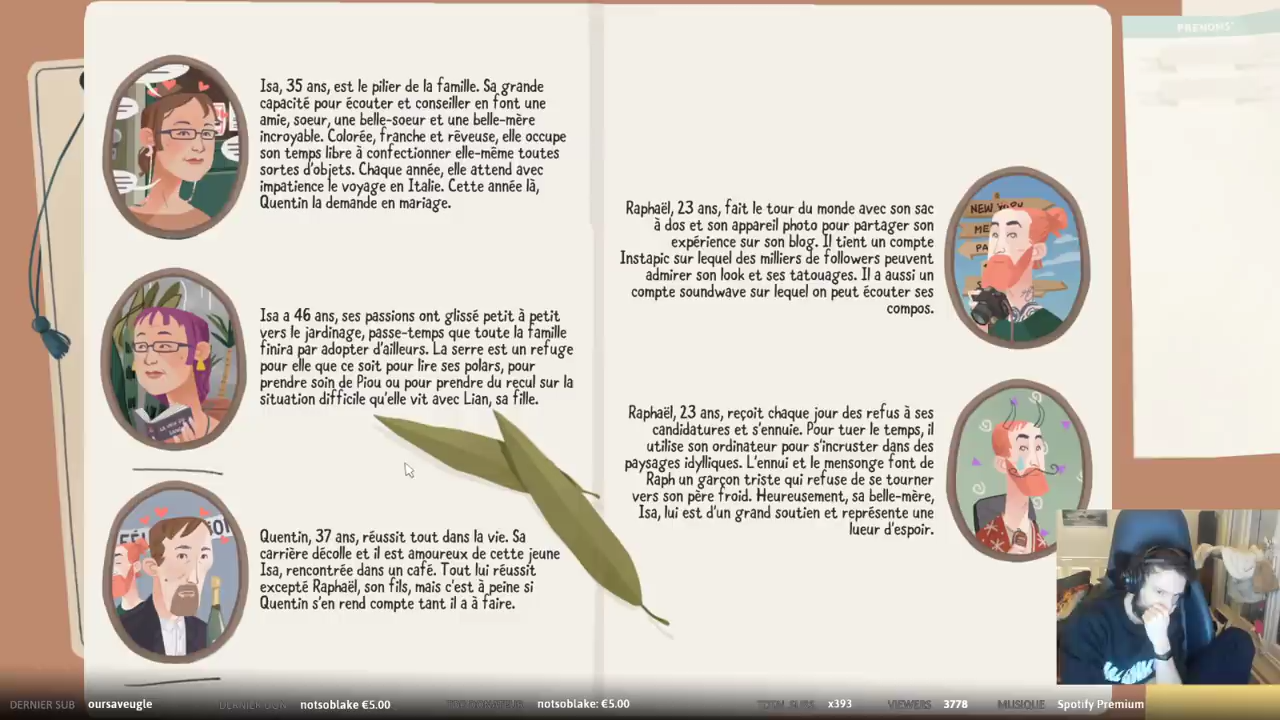 PRENOMS
Isa, 35 ans, est le pilier de la famille. Sa grande
capacité pour écouter et conseiller en font une
amie, soeur, une belle-soeur et une belle-mère
incroyable. Colorée, franche et rêveuse, elle occupe
son temps libre à confectionner elle-même toutes
sortes d'objets. Chaque année, elle attend avec
impatience le voyage en Italie. Cette année là,
Quentin la demande en mariage.
Isa a 46 ans, ses passions ont glissé petit à petit
vers le jardinage, passe-temps que toute la famille
finira par adopter d'ailleurs. La serre est un refuge
pour elle que ce soit pour lire ses polars, pour
prendre soin de Piou ou pour prendre du recul sur la
situation difficile qu'elle vit avec Lian, sa fille.
Quentin, 37 ans, réussit tout dans la vie. Sa
carrière décolle et il est amoureux de cette jeune
Isa, rencontrée dans un café. Tout lui réussit
excepté Raphaël, son fils, mais c'est à peine si
Quentin s'en rend compte tant il a à faire.
Raphaël, 23 ans, fait le tour du monde avec son sac
à dos et son appareil photo pour partager son
expérience sur son blog. Il tient un compte
Instapic sur lequel des milliers de followers peuvent
admirer son look et ses tatouages. Il a aussi un
compte soundwave sur lequel on peut écouter ses
compos.
NEW YORK
Raphaël, 23 ans, reçoit chaque jour des refus à ses
candidatures et s'ennuie. Pour tuer le temps, il
utilise son ordinateur pour s'incruster dans des
paysages idylliques. L'ennui et le mensonge font de
Raph un garçon triste qui refuse de se tourner
vers son père froid. Heureusement, sa belle-mère,
Isa, lui est d'un grand soutien et représente une
lueur d'espoir.
DERNIER SUB oursaveugle DERNIER DON notsoblake €5.00 TOP DONATEUR notsoblake: €5.00 TOTAL SUBS x393 VIEWERS 3778 MUSIQUE Spotify Premium